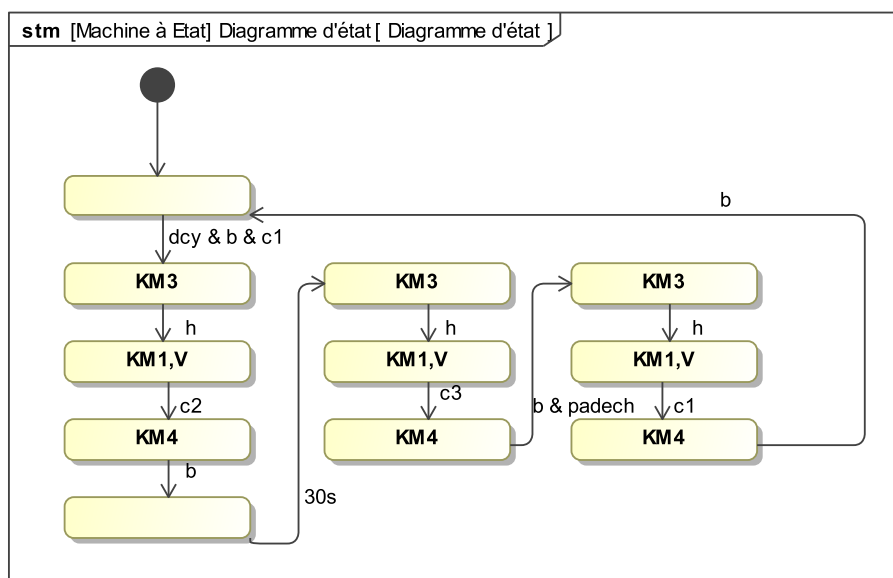 stm [Machine à Etat] Diagramme d'état [ Diagramme d'état ]
b
dcy & b & c1
KM3
KM3
KM3
h
h
h
KM1,V
KM1,V
KM1,V
c2
c3
b & padech
c1
KM4
KM4
KM4
b
30s